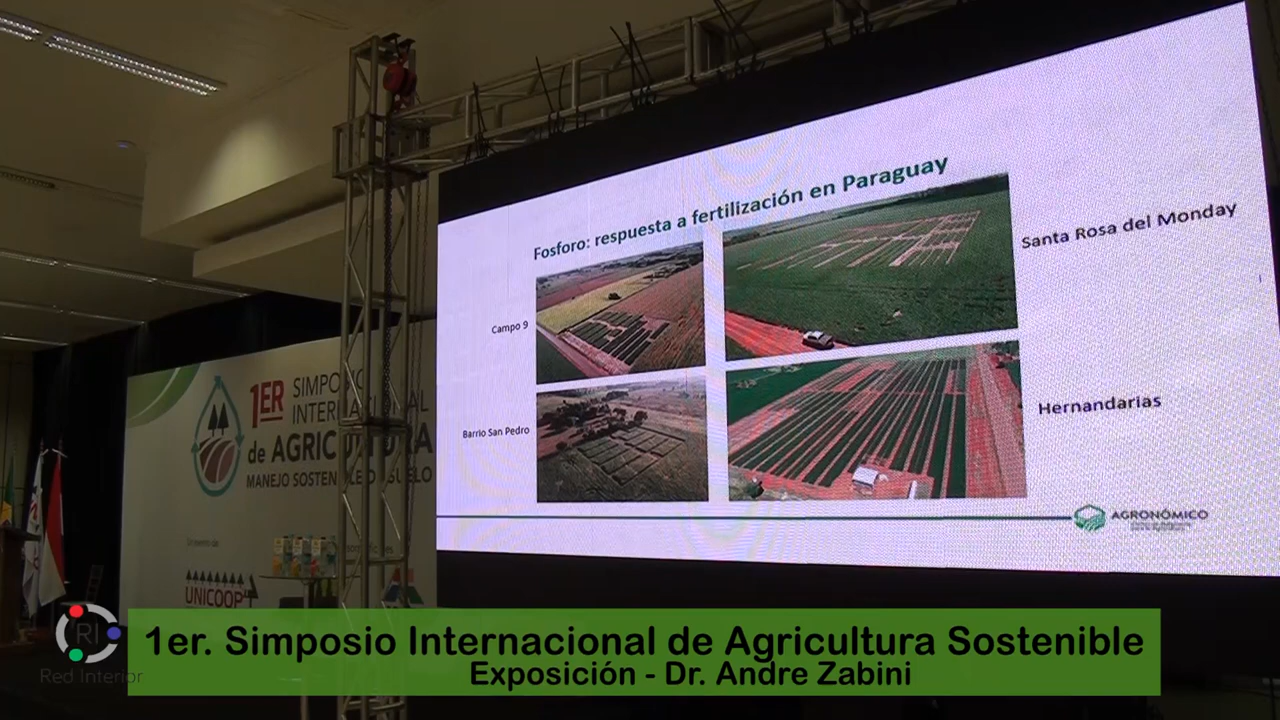 Fosforo: respuesta a fertilización en Paraguay
Santa Rosa del Monday
Campo 9
Barrio San Pedro
Hernandarias
AGRONÓMICO
1ER SIMPOSIO
INTERNACIONAL
de AGRICULTURA
MANEJO SOSTENIBLE DEL SUELO
UNICOOP
RI
Red Interior
1er. Simposio Internacional de Agricultura Sostenible
Exposición - Dr. Andre Zabini